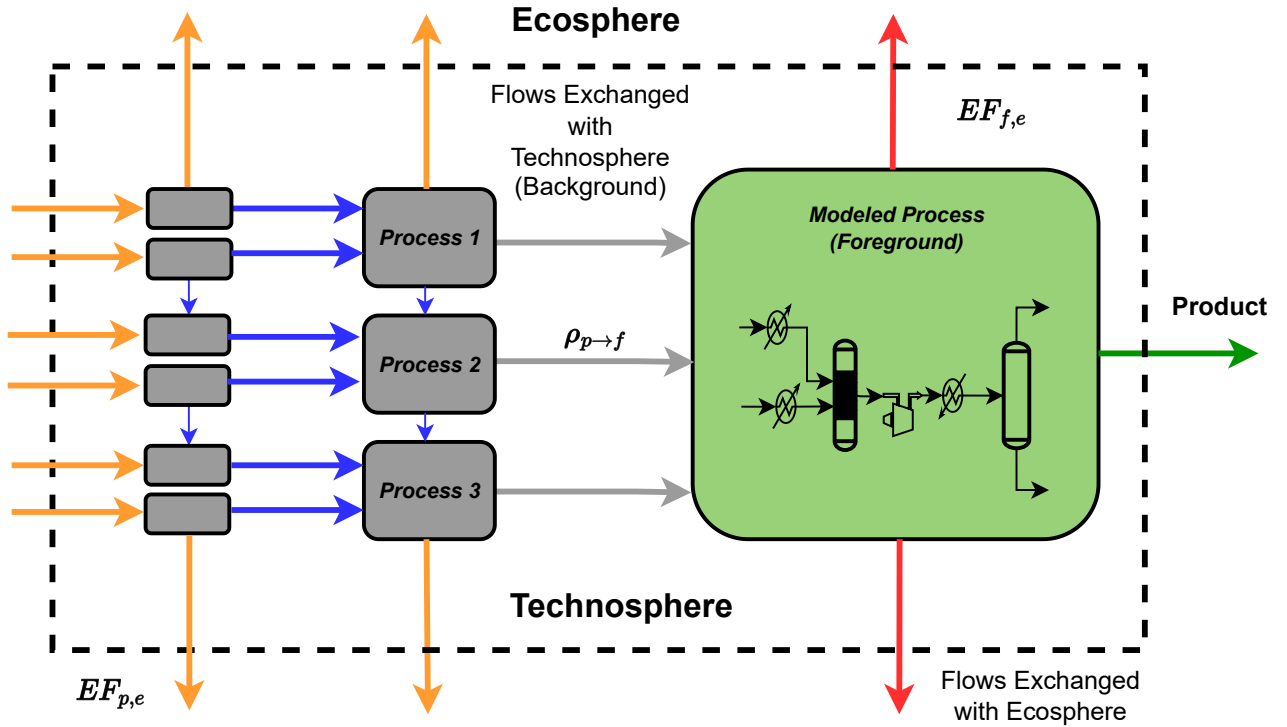 Ecosphere
Flows Exchanged
with
Technosphere
(Background)
EF_{f,e}
Modeled Process
(Foreground)
Process 1
Product
ρ_{p→f}
Process 2
Process 3
Technosphere
EF_{p,e}
Flows Exchanged
with Ecosphere